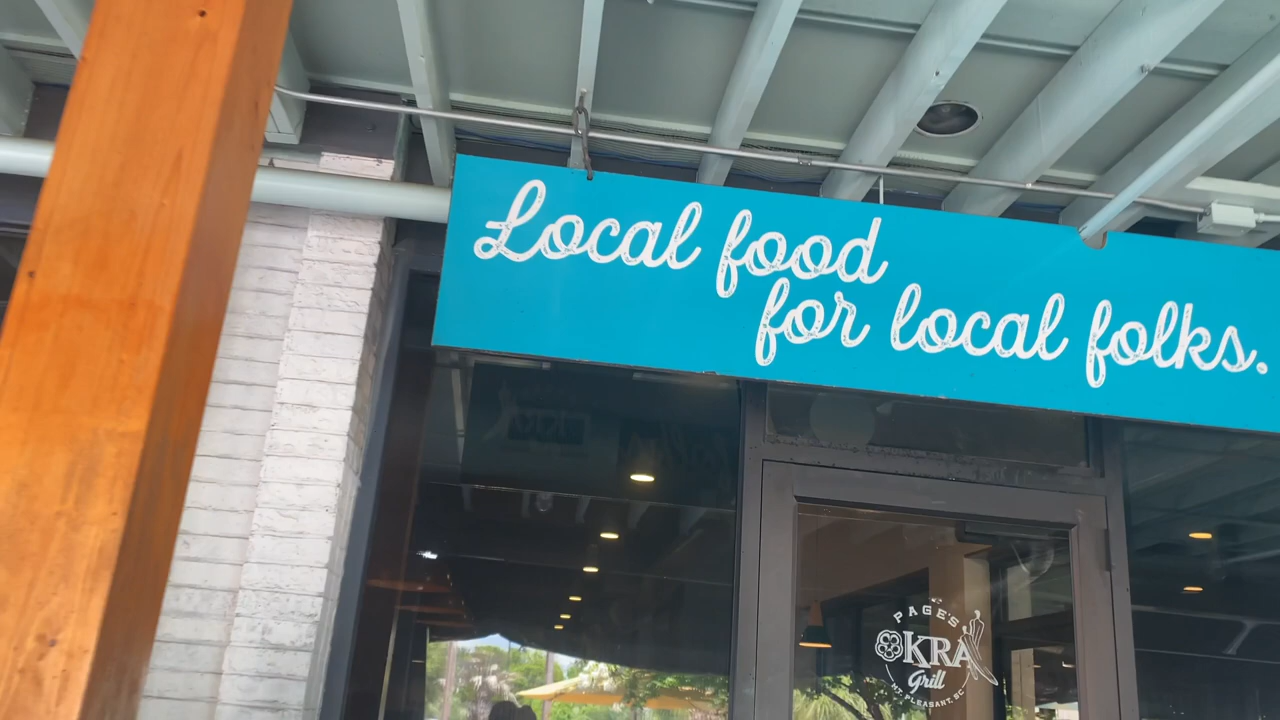 Local food
for local folks.
PAGE'S
OKRA
Grill
MT. PLEASANT, SC